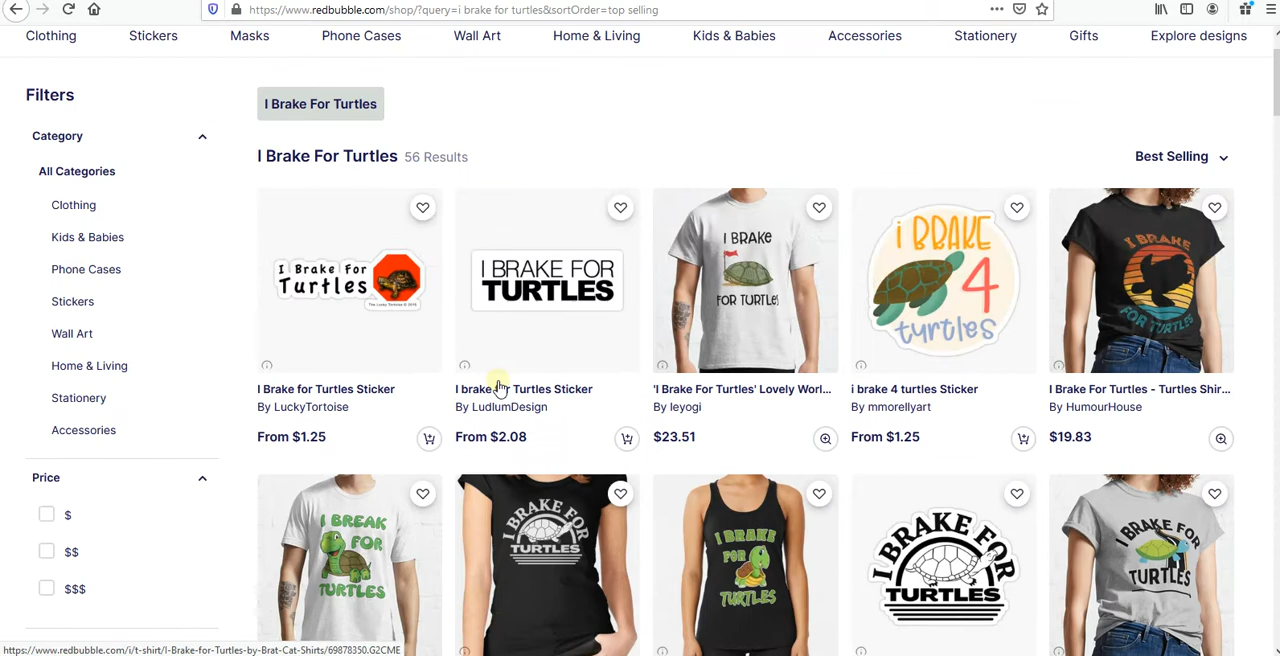 https://www.redbubble.com/shop/?query=i brake for turtles&sortOrder=top selling
Clothing Stickers Masks Phone Cases Wall Art Home & Living Kids & Babies Accessories Stationery Gifts Explore designs
Filters
Category
All Categories
Clothing
Kids & Babies
Phone Cases
Stickers
Wall Art
Home & Living
Stationery
Accessories
Price
$
$$
$$$
I Brake For Turtles
I Brake For Turtles 56 Results
Best Selling
I Brake For
Turtles
The Lucky Tortoise © 2019
I Brake for Turtles Sticker
By LuckyTortoise
From $1.25
I BRAKE FOR
TURTLES
I brake for Turtles Sticker
By LudlumDesign
From $2.08
I BRAKE
FOR TURTLES
'I Brake For Turtles' Lovely Worl...
By leyogi
$23.51
i BRAKE
4
turtles
i brake 4 turtles Sticker
By mmorellyart
From $1.25
I BRAKE
FOR TURTLES
I Brake For Turtles - Turtles Shir...
By HumourHouse
$19.83
I BREAK
FOR
TURTLES
I BRAKE FOR
TURTLES
I BRAKE
FOR
TURTLES
I BRAKE FOR
TURTLES
I BRAKE FOR
TURTLES
https://www.redbubble.com/i/t-shirt/I-Brake-for-Turtles-by-Brat-Cat-Shirts/69878350.G2CME